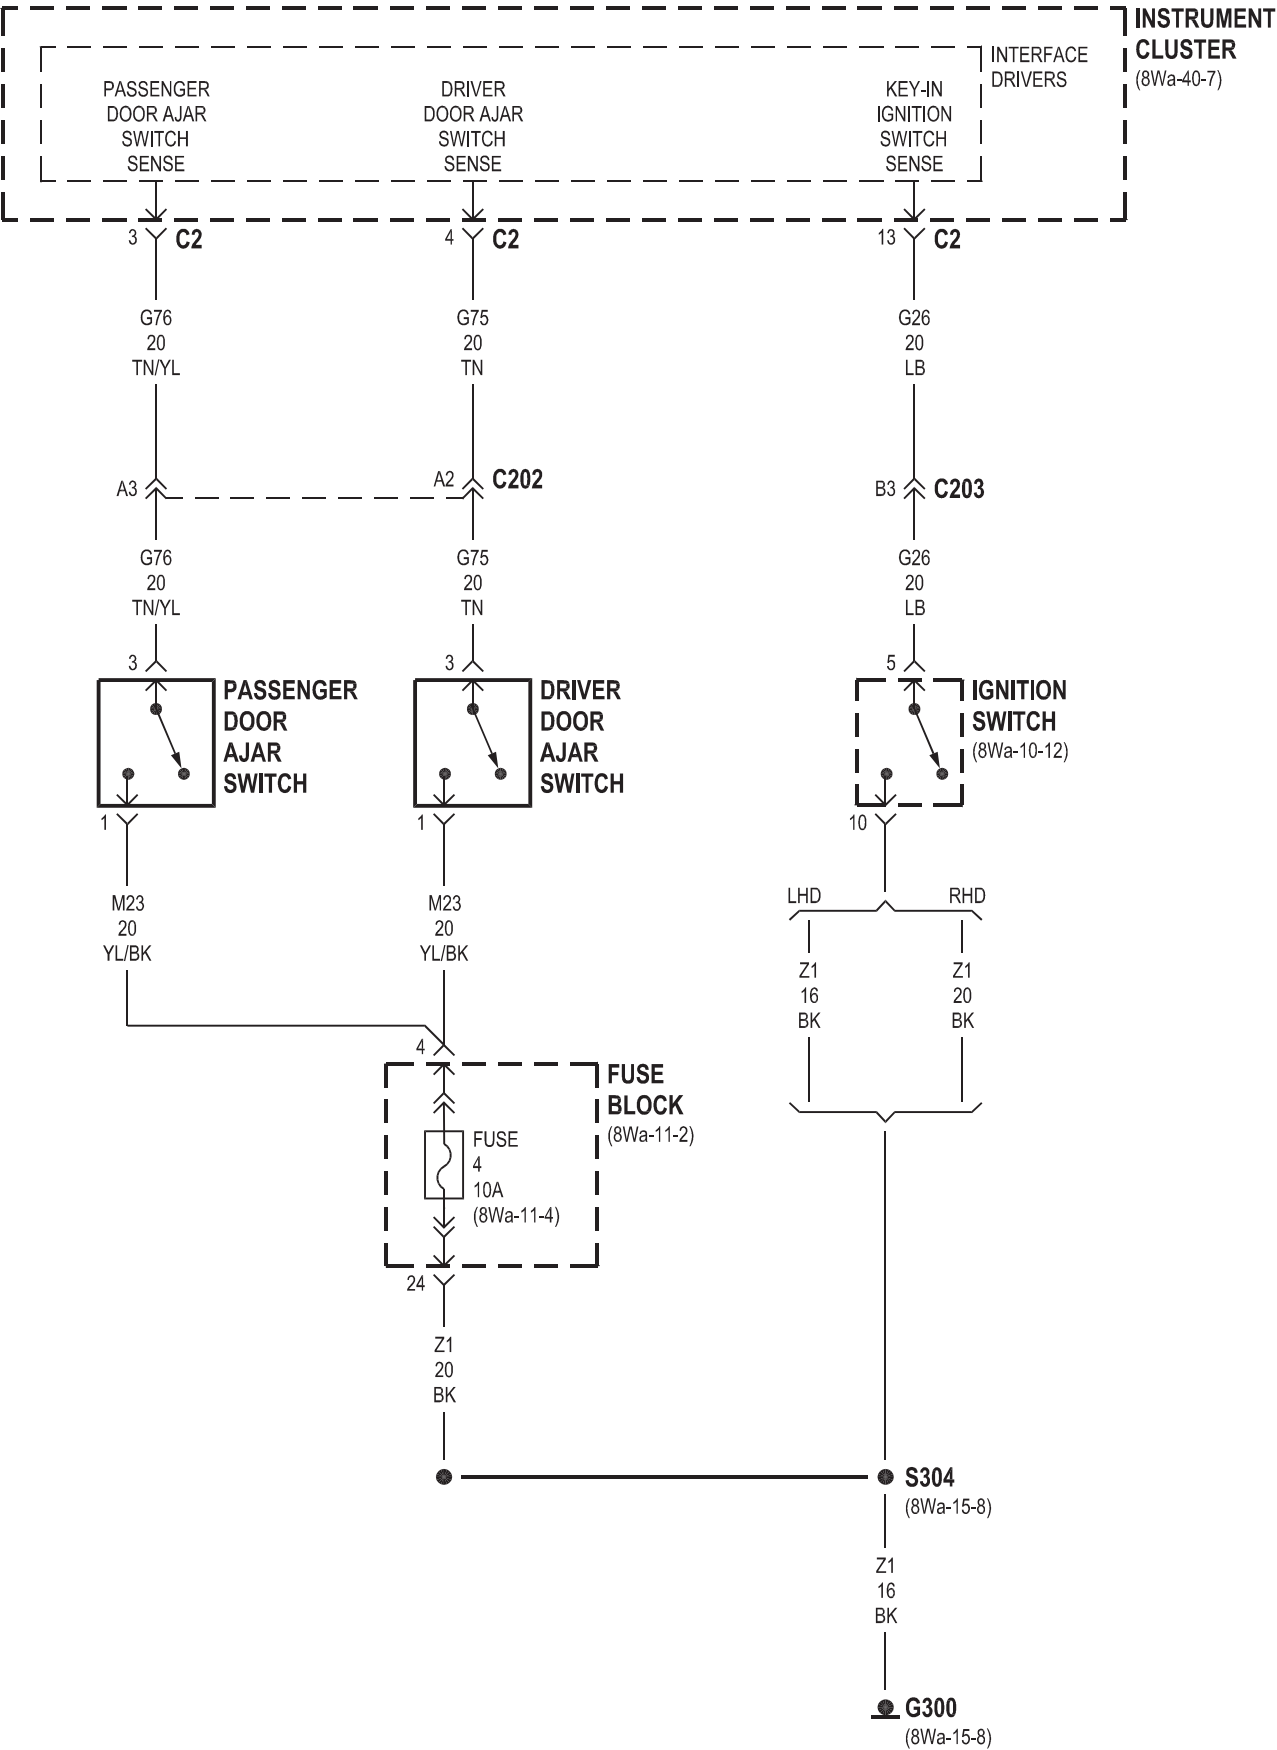 INSTRUMENT
CLUSTER
(8Wa-40-7)
INTERFACE
DRIVERS
PASSENGER
DOOR AJAR
SWITCH
SENSE
DRIVER
DOOR AJAR
SWITCH
SENSE
KEY-IN
IGNITION
SWITCH
SENSE
3 C2
4 C2
13 C2
G76
20
TN/YL
G75
20
TN
G26
20
LB
A3
A2 C202
B3 C203
G76
20
TN/YL
G75
20
TN
G26
20
LB
3
3
5
PASSENGER
DOOR
AJAR
SWITCH
DRIVER
DOOR
AJAR
SWITCH
IGNITION
SWITCH
(8Wa-10-12)
1
1
10
M23
20
YL/BK
M23
20
YL/BK
LHD
RHD
Z1
16
BK
Z1
20
BK
4
FUSE
BLOCK
(8Wa-11-2)
FUSE
4
10A
(8Wa-11-4)
24
Z1
20
BK
S304
(8Wa-15-8)
Z1
16
BK
G300
(8Wa-15-8)